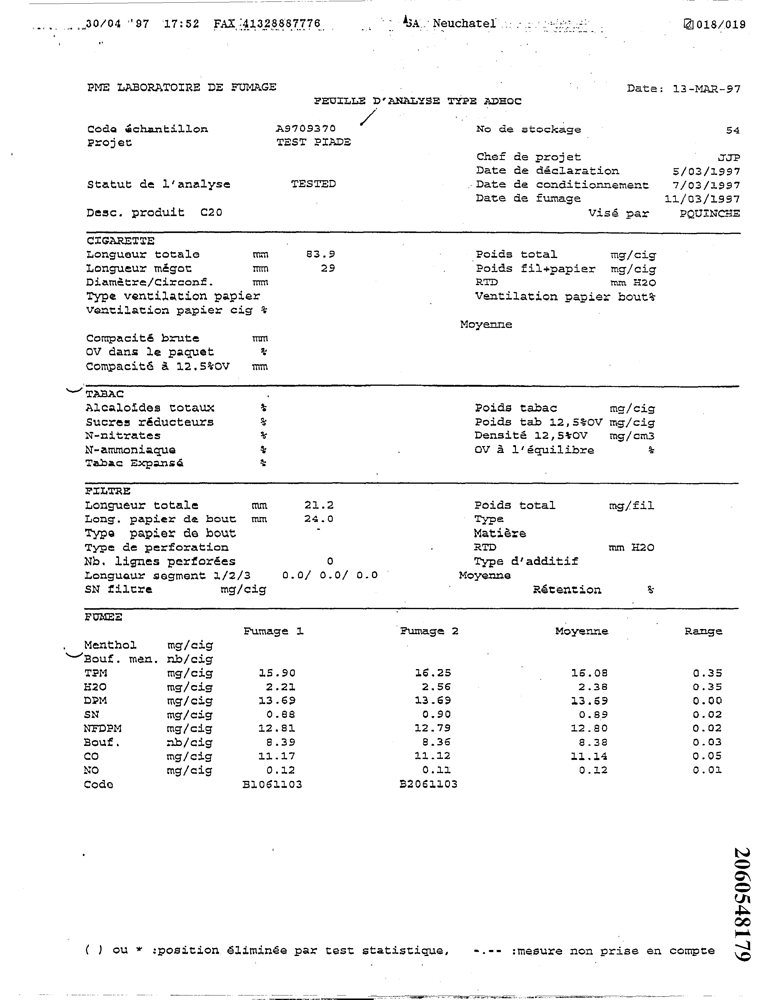 30/04 '97 17:52 FAX 41328887776 SA Neuchatel 018/019
PME LABORATOIRE DE FUMAGE Date: 13-MAR-97
FEUILLE D'ANALYSE TYPE ADHOC
Code échantillon A9709370 No de stockage 54
Projet TEST PIADE
Chef de projet JJP
Date de déclaration 5/03/1997
Statut de l'analyse TESTED Date de conditionnement 7/03/1997
Date de fumage 11/03/1997
Desc. produit C20 Visé par PQUINCHE
CIGARETTE
Longueur totale mm 83.9 Poids total mg/cig
Longueur mégot mm 29 Poids fil+papier mg/cig
Diamètre/Circonf. mm RTD mm H2O
Type ventilation papier Ventilation papier bout%
Ventilation papier cig %
Moyenne
Compacité brute mm
OV dans le paquet %
Compacité à 12.5%OV mm
TABAC
Alcaloïdes totaux % Poids tabac mg/cig
Sucres réducteurs % Poids tab 12,5%OV mg/cig
N-nitrates % Densité 12,5%OV mg/cm3
N-ammoniaque % OV à l'équilibre %
Tabac Expansé %
FILTRE
Longueur totale mm 21.2 Poids total mg/fil
Long. papier de bout mm 24.0 Type
Type papier de bout - Matière
Type de perforation RTD mm H2O
Nb. lignes perforées 0 Type d'additif
Longueur segment 1/2/3 0.0/ 0.0/ 0.0 Moyenne
SN filtre mg/cig Rétention %
FUMEE
Fumage 1 Fumage 2 Moyenne Range
Menthol mg/cig
Bouf. men. nb/cig
TPM mg/cig 15.90 16.25 16.08 0.35
H2O mg/cig 2.21 2.56 2.38 0.35
DPM mg/cig 13.69 13.69 13.69 0.00
SN mg/cig 0.88 0.90 0.89 0.02
NFDPM mg/cig 12.81 12.79 12.80 0.02
Bouf. nb/cig 8.39 8.36 8.38 0.03
CO mg/cig 11.17 11.12 11.14 0.05
NO mg/cig 0.12 0.11 0.12 0.01
Code B1061103 B2061103
2060548179
( ) ou * :position éliminée par test statistique, -.-- :mesure non prise en compte